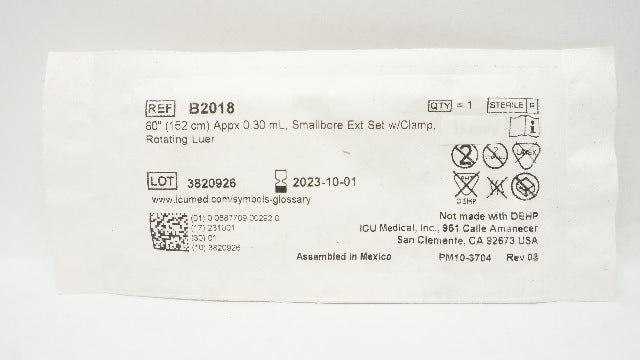 REF B2018 QTY = 1 STERILE R
60" (152 cm) Appx 0.30 mL, Smallbore Ext Set w/Clamp,
Rotating Luer
LOT 3820926 2023-10-01
www.icumed.com/symbols-glossary
(01) 0 0887709 00292 0
(17) 231001
(30) 01
(10) 3820926
LATEX
DEHP
Not made with DEHP
ICU Medical, Inc., 951 Calle Amanecer
San Clemente, CA 92673 USA
Assembled in Mexico PM10-3704 Rev 03